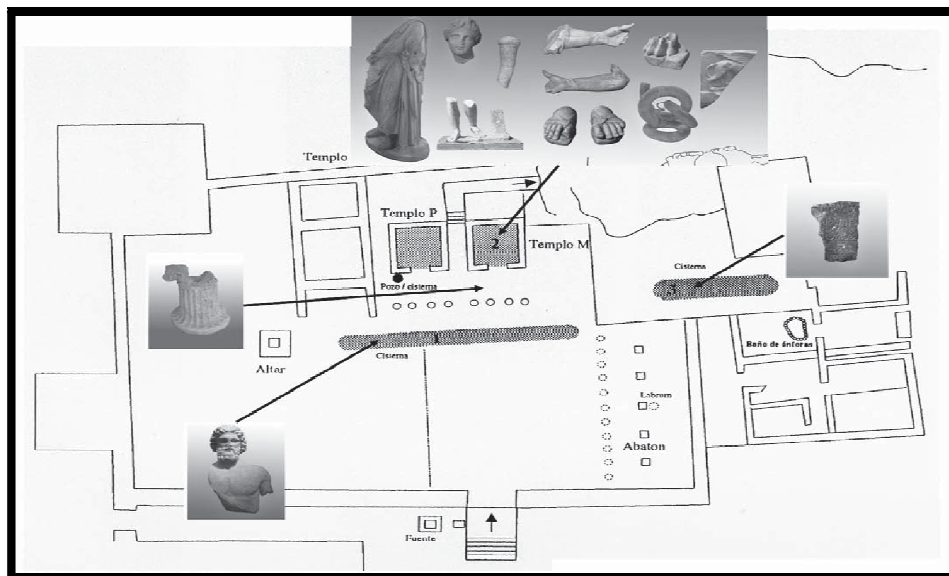 Templo
Templo P
2
Templo M
Cisterna
3
Pozo / cisterna
1
Cisterna
Altar
Baño de ánforas
Labrum
Abaton
Fuente